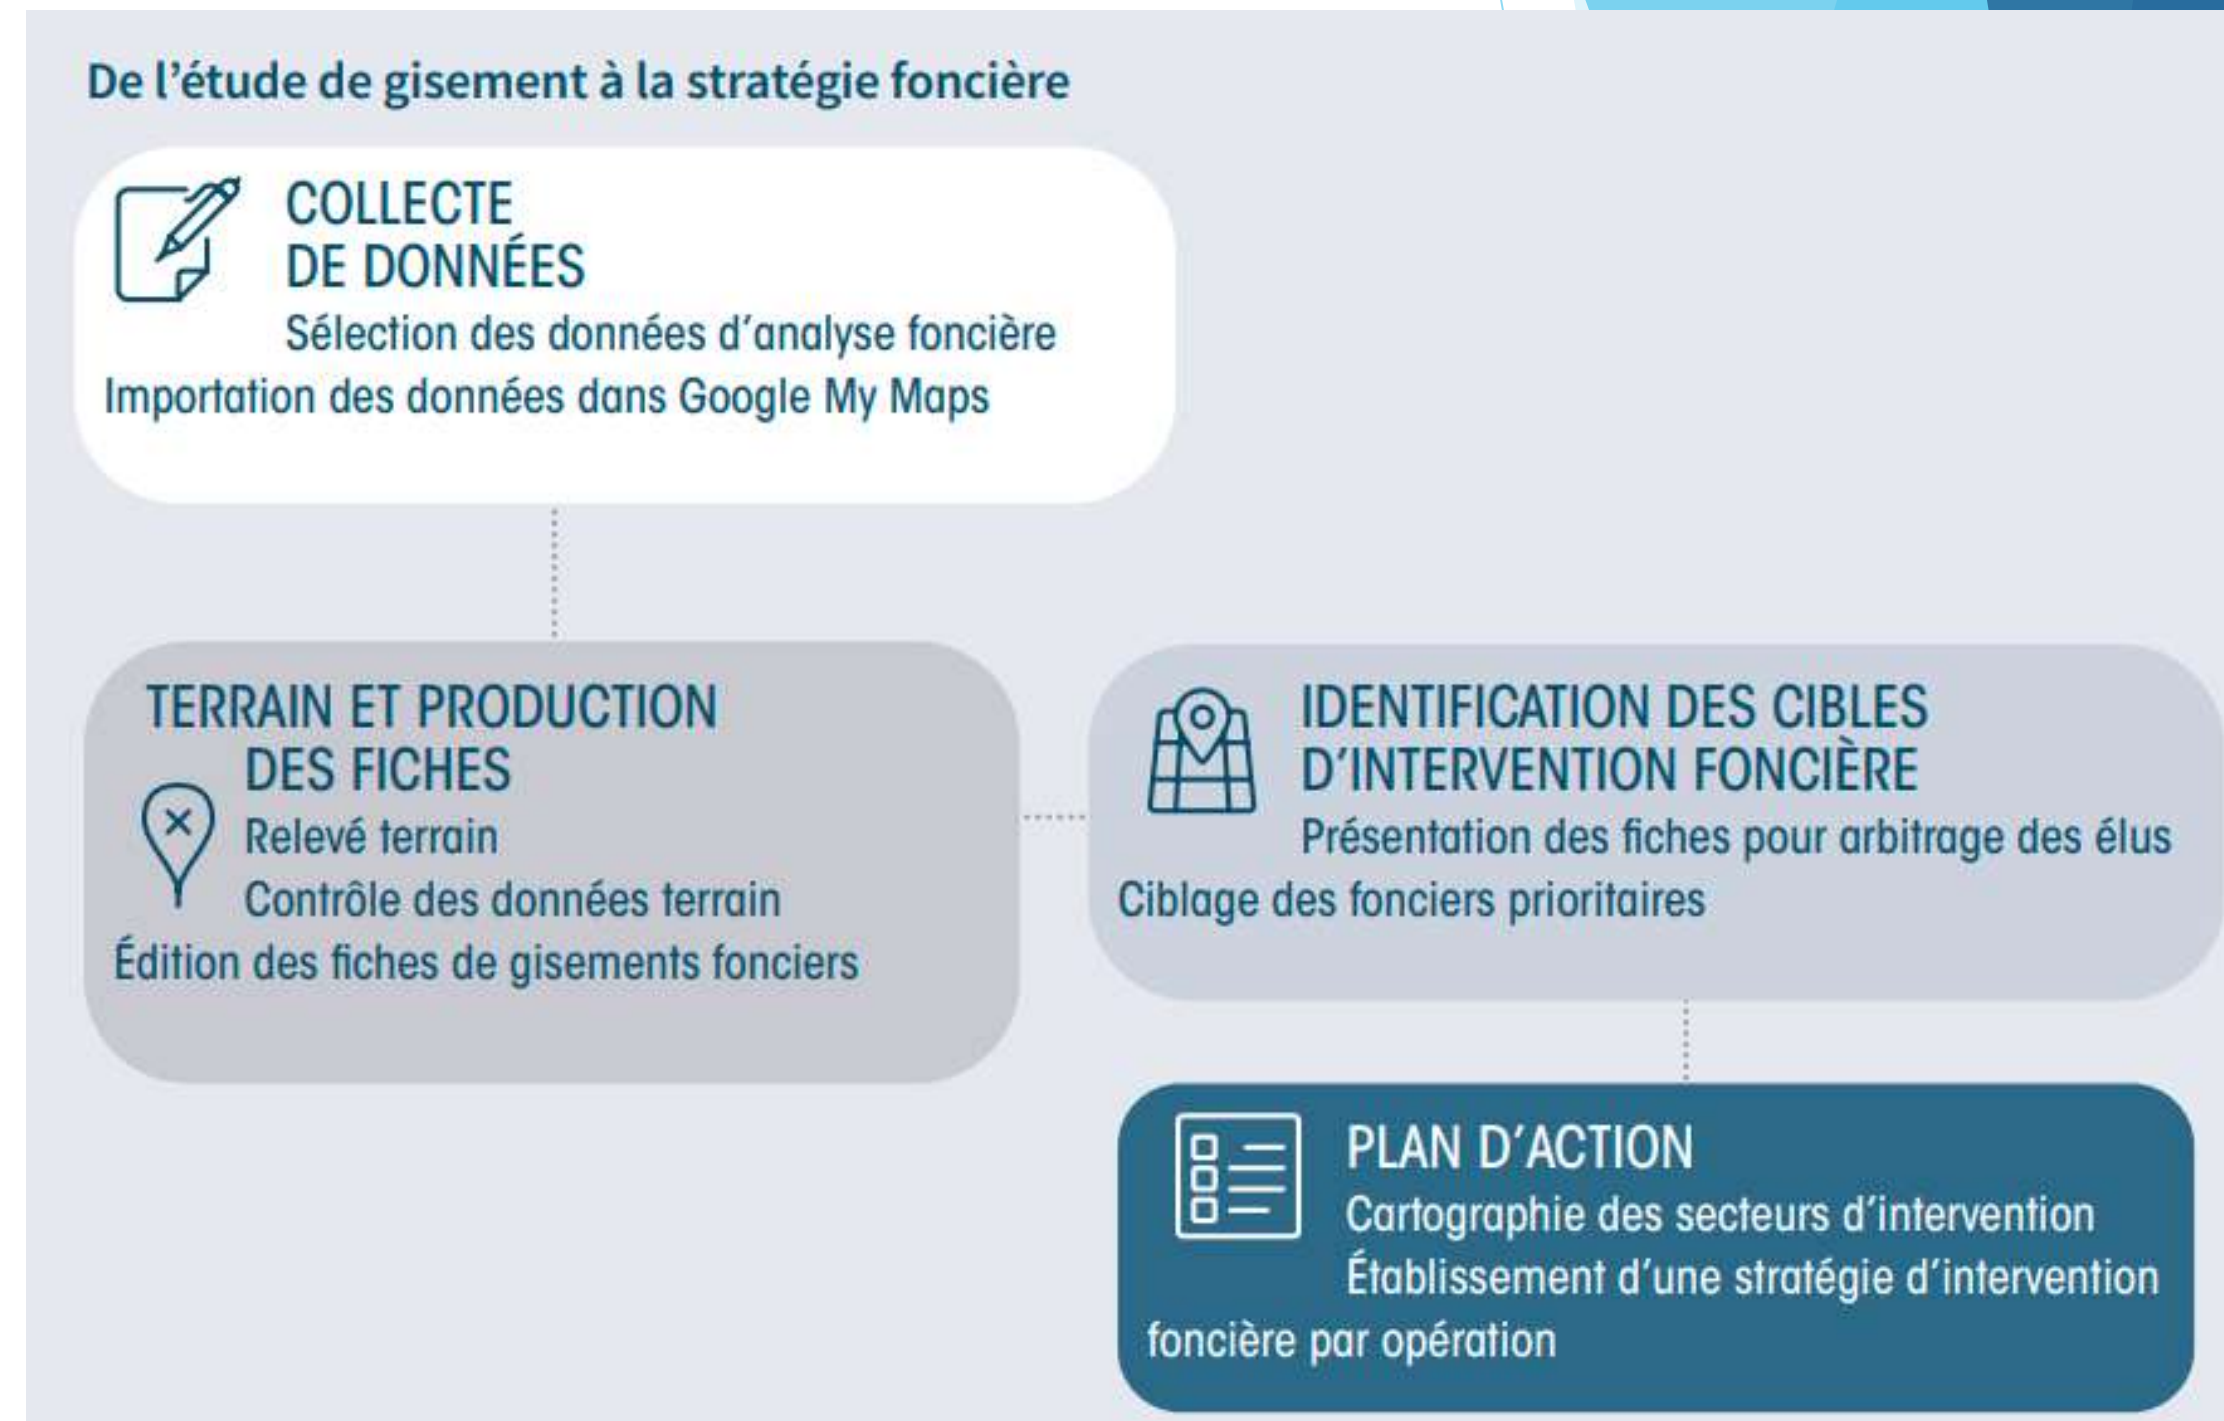 De l'étude de gisement à la stratégie foncière
COLLECTE
DE DONNÉES
Sélection des données d'analyse foncière
Importation des données dans Google My Maps
TERRAIN ET PRODUCTION
DES FICHES
Relevé terrain
Contrôle des données terrain
Édition des fiches de gisements fonciers
IDENTIFICATION DES CIBLES
D'INTERVENTION FONCIÈRE
Présentation des fiches pour arbitrage des élus
Ciblage des fonciers prioritaires
PLAN D'ACTION
Cartographie des secteurs d'intervention
Établissement d'une stratégie d'intervention
foncière par opération